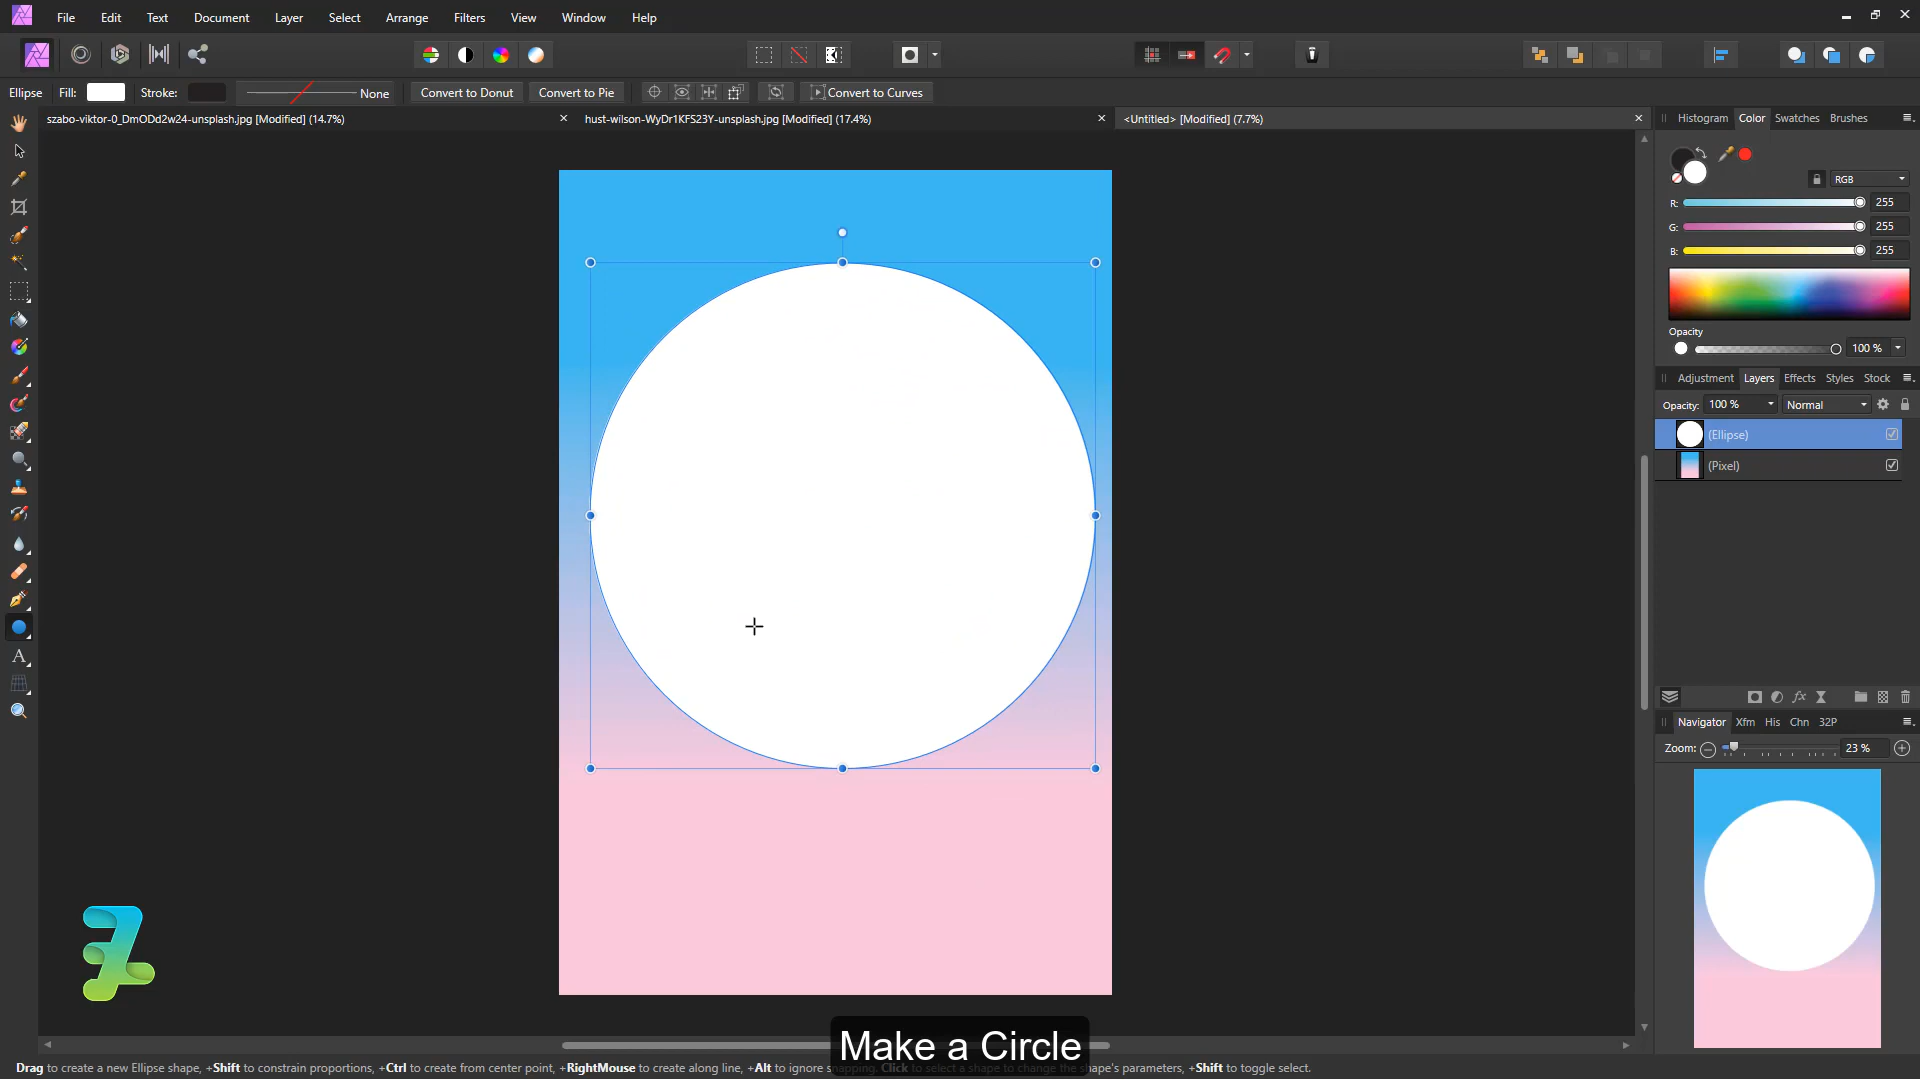 File Edit Text Document Layer Select Arrange Filters View Window Help
Ellipse Fill: Stroke: None Convert to Donut Convert to Pie Convert to Curves
szabo-viktor-0_DmODd2w24-unsplash.jpg [Modified] (14.7%) hust-wilson-WyDr1KFS23Y-unsplash.jpg [Modified] (17.4%) <Untitled> [Modified] (7.7%)
Histogram Color Swatches Brushes
RGB
R: 255
G: 255
B: 255
Opacity
100 %
Adjustment Layers Effects Styles Stock
Opacity: 100 % Normal
(Ellipse)
(Pixel)
Navigator Xfm His Chn 32P
Zoom: 23 %
Make a Circle
Drag to create a new Ellipse shape, +Shift to constrain proportions, +Ctrl to create from center point, +RightMouse to create along line, +Alt to ignore snapping. Click to select a shape to change the shape's parameters, +Shift to toggle select.